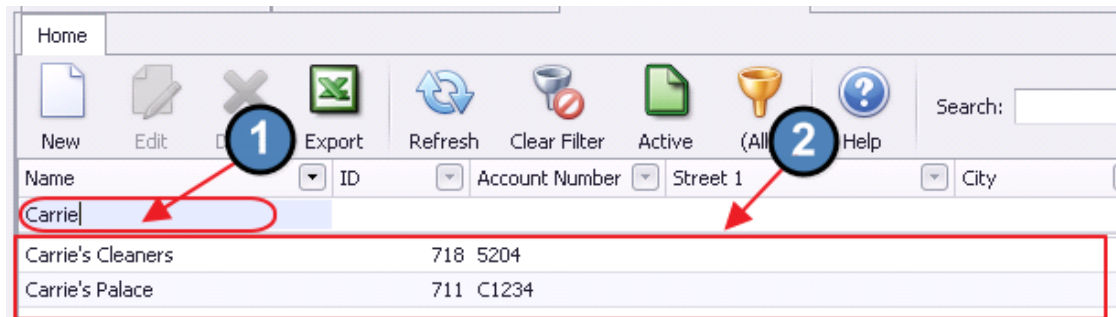 Home
New Edit Export Refresh Clear Filter Active (All Help Search:
1 2
Name ID Account Number Street 1 City
Carrie
Carrie's Cleaners 718 5204
Carrie's Palace 711 C1234